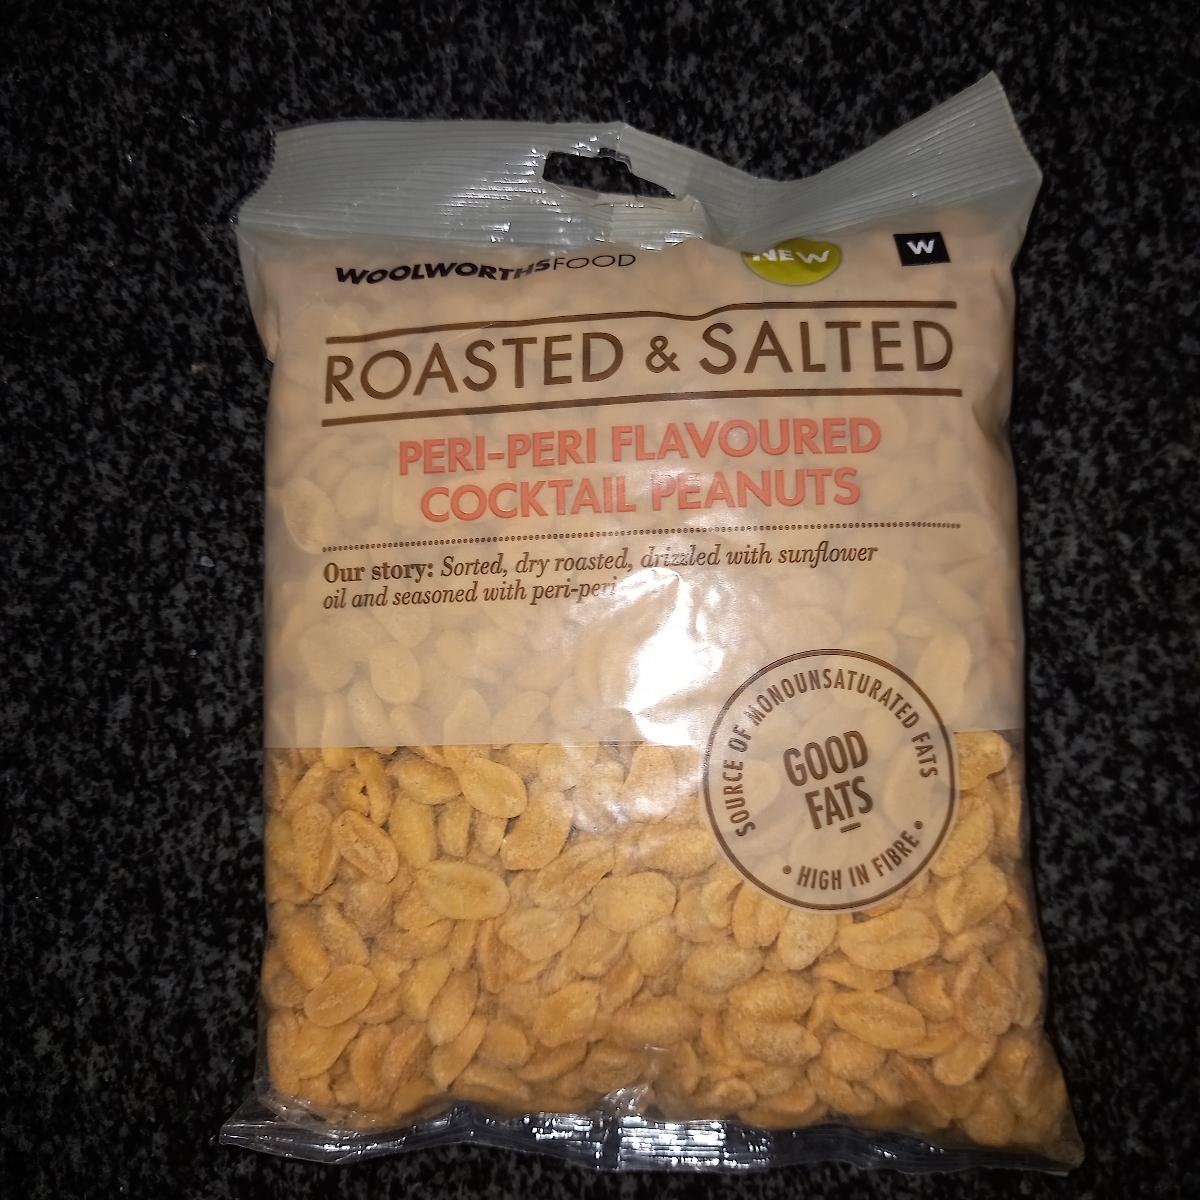 WOOLWORTHSFOOD
NEW
W
ROASTED & SALTED
PERI-PERI FLAVOURED
COCKTAIL PEANUTS
Our story: Sorted, dry roasted, drizzled with sunflower
oil and seasoned with peri-peri
SOURCE OF MONOUNSATURATED FATS
GOOD
FATS
• HIGH IN FIBRE •